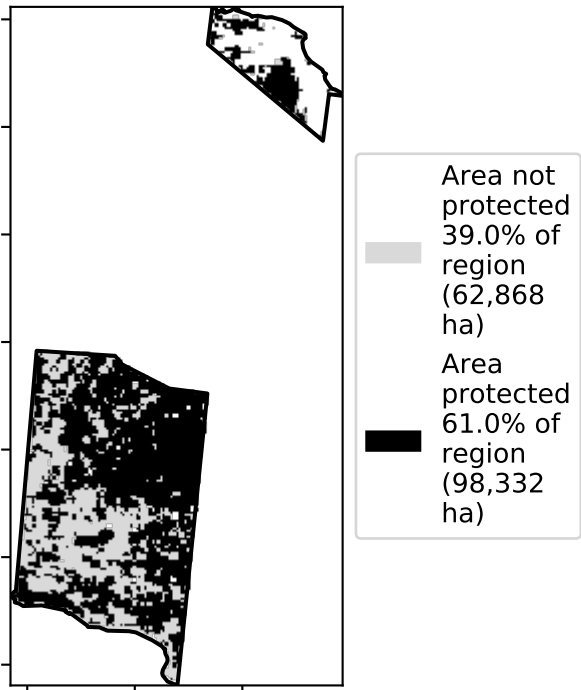 Area not
protected
39.0% of
region
(62,868
ha)
Area
protected
61.0% of
region
(98,332
ha)